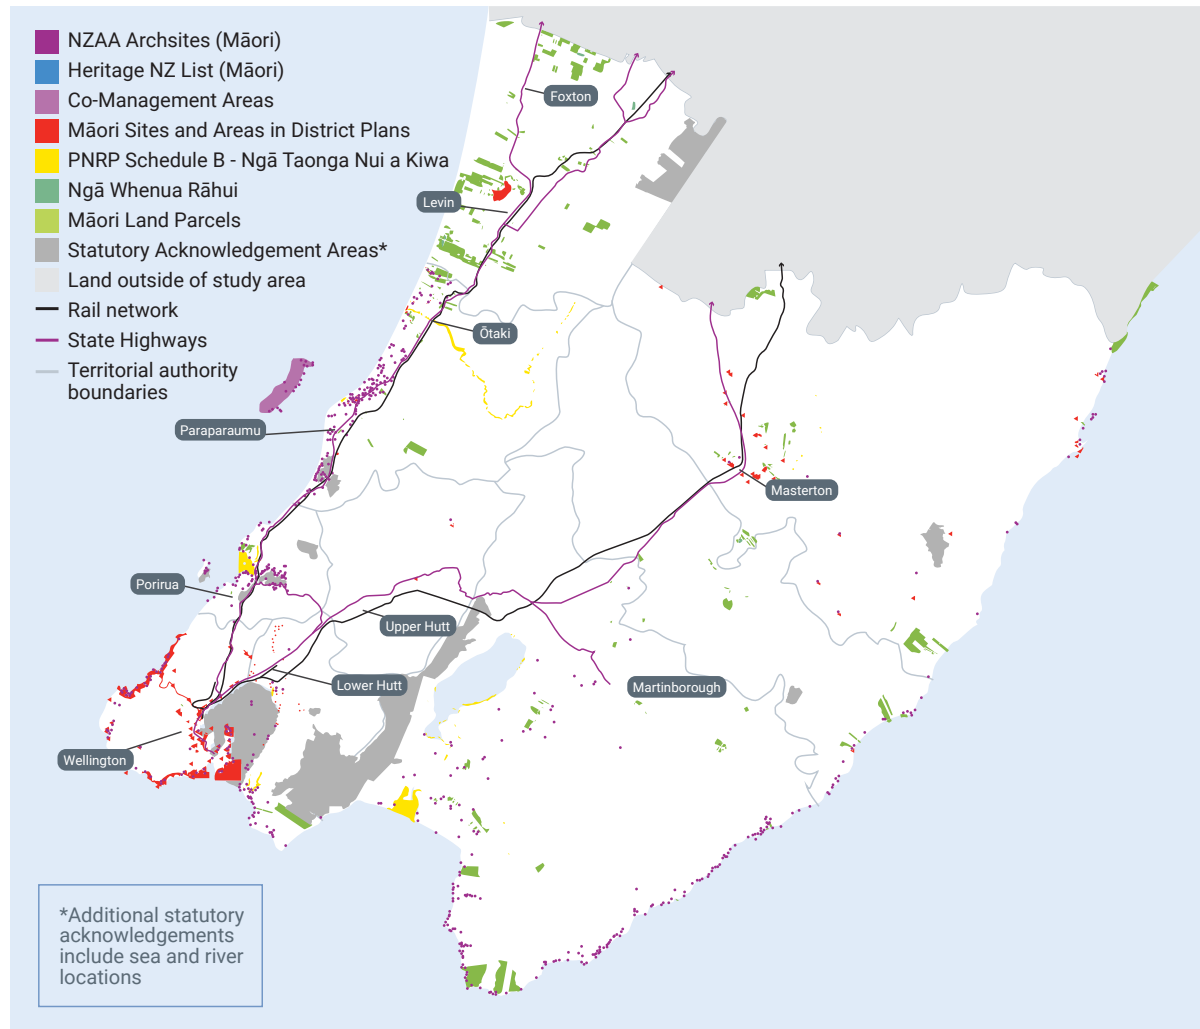 NZAA Archsites (Māori)
Heritage NZ List (Māori)
Co-Management Areas
Māori Sites and Areas in District Plans
PNRP Schedule B - Ngā Taonga Nui a Kiwa
Ngā Whenua Rāhui
Māori Land Parcels
Statutory Acknowledgement Areas*
Land outside of study area
Rail network
State Highways
Territorial authority
boundaries
Foxton
Levin
Ōtaki
Paraparaumu
Masterton
Porirua
Upper Hutt
Lower Hutt
Martinborough
Wellington
*Additional statutory
acknowledgements
include sea and river
locations